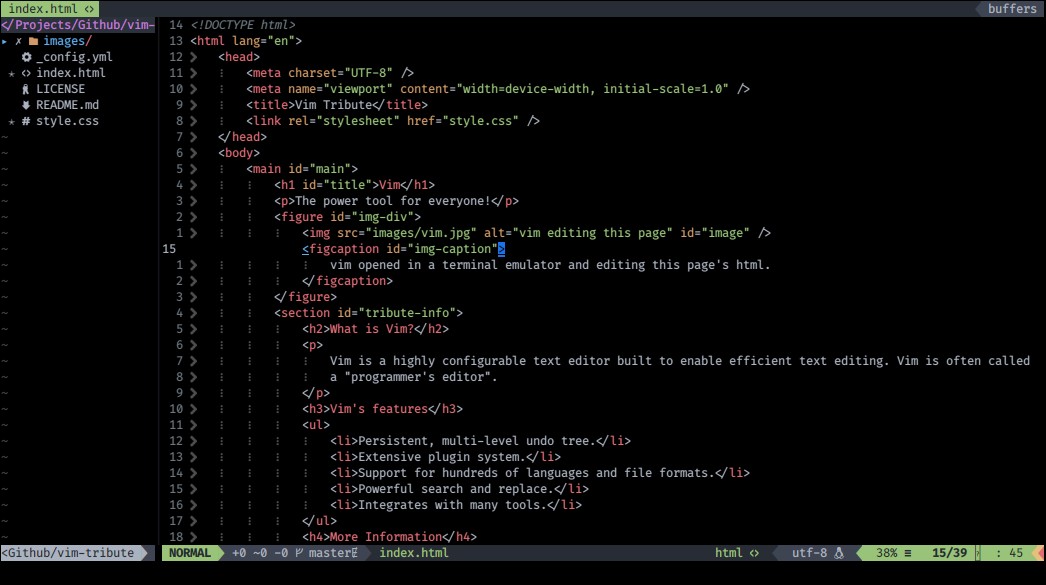 index.html <> buffers
</Projects/Github/vim-
▸ ✗ images/
_config.yml
★ <> index.html
LICENSE
README.md
★ # style.css
14 <!DOCTYPE html>
13 <html lang="en">
12 <head>
11 <meta charset="UTF-8" />
10 <meta name="viewport" content="width=device-width, initial-scale=1.0" />
9 <title>Vim Tribute</title>
8 <link rel="stylesheet" href="style.css" />
7 </head>
6 <body>
5 <main id="main">
4 <h1 id="title">Vim</h1>
3 <p>The power tool for everyone!</p>
2 <figure id="img-div">
1 <img src="images/vim.jpg" alt="vim editing this page" id="image" />
15 <figcaption id="img-caption">
1 vim opened in a terminal emulator and editing this page's html.
2 </figcaption>
3 </figure>
4 <section id="tribute-info">
5 <h2>What is Vim?</h2>
6 <p>
7 Vim is a highly configurable text editor built to enable efficient text editing. Vim is often called
8 a "programmer's editor".
9 </p>
10 <h3>Vim's features</h3>
11 <ul>
12 <li>Persistent, multi-level undo tree.</li>
13 <li>Extensive plugin system.</li>
14 <li>Support for hundreds of languages and file formats.</li>
15 <li>Powerful search and replace.</li>
16 <li>Integrates with many tools.</li>
17 </ul>
18 <h4>More Information</h4>
<Github/vim-tribute NORMAL +0 ~0 -0 master index.html html <> utf-8 38% ≡ 15/39 : 45